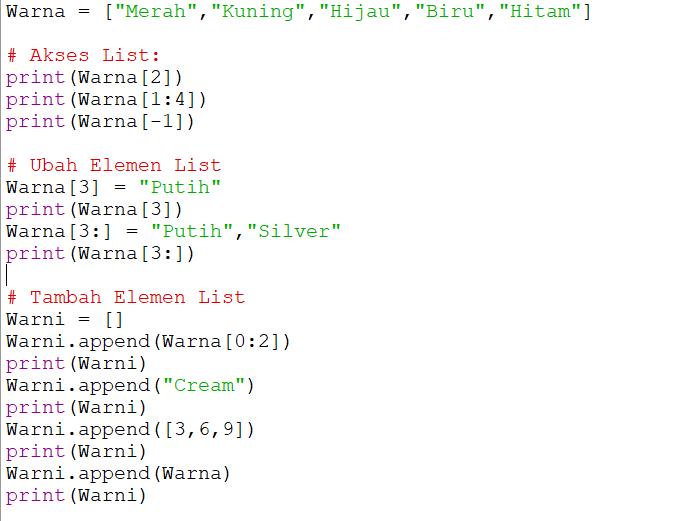 Warna = ["Merah","Kuning","Hijau","Biru","Hitam"]
# Akses List:
print(Warna[2])
print(Warna[1:4])
print(Warna[-1])
# Ubah Elemen List
Warna[3] = "Putih"
print(Warna[3])
Warna[3:] = "Putih","Silver"
print(Warna[3:])
# Tambah Elemen List
Warni = []
Warni.append(Warna[0:2])
print(Warni)
Warni.append("Cream")
print(Warni)
Warni.append([3,6,9])
print(Warni)
Warni.append(Warna)
print(Warni)